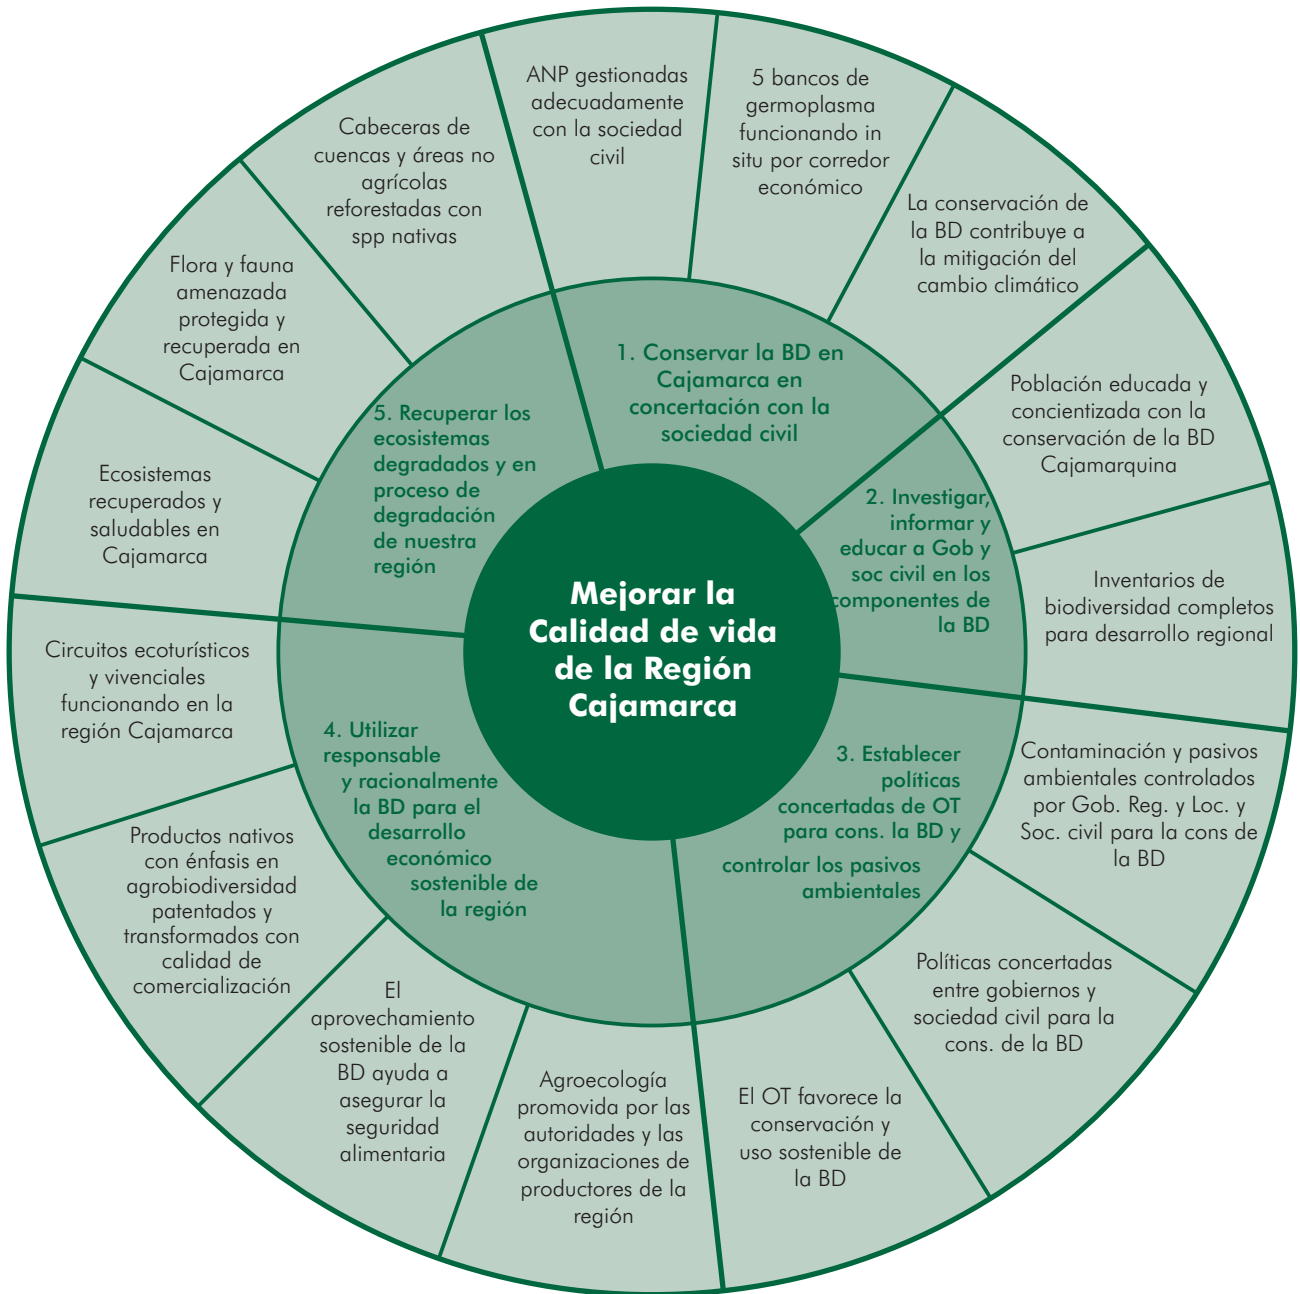 Mejorar la
Calidad de vida
de la Región
Cajamarca
1. Conservar la BD en
Cajamarca en
concertación con la
sociedad civil
2. Investigar,
informar y
educar a Gob y
soc civil en los
componentes de
la BD
3. Establecer
políticas
concertadas de OT
para cons. la BD y
controlar los pasivos
ambientales
4. Utilizar
responsable
y racionalmente
la BD para el
desarrollo
económico
sostenible de
la región
5. Recuperar los
ecosistemas
degradados y en
proceso de
degradación
de nuestra
región
ANP gestionadas
adecuadamente
con la sociedad
civil
5 bancos de
germoplasma
funcionando in
situ por corredor
económico
La conservación de
la BD contribuye a
la mitigación del
cambio climático
Población educada y
concientizada con la
conservación de la BD
Cajamarquina
Inventarios de
biodiversidad completos
para desarrollo regional
Contaminación y pasivos
ambientales controlados
por Gob. Reg. y Loc. y
Soc. civil para la cons de
la BD
Políticas concertadas
entre gobiernos y
sociedad civil para la
cons. de la BD
El OT favorece la
conservación y
uso sostenible de
la BD
Agroecología
promovida por las
autoridades y las
organizaciones de
productores de la
región
El
aprovechamiento
sostenible de la
BD ayuda a
asegurar la
seguridad
alimentaria
Productos nativos
con énfasis en
agrobiodiversidad
patentados y
transformados con
calidad de
comercialización
Circuitos ecoturísticos
y vivenciales
funcionando en la
región Cajamarca
Ecosistemas
recuperados y
saludables en
Cajamarca
Flora y fauna
amenazada
protegida y
recuperada en
Cajamarca
Cabeceras de
cuencas y áreas no
agrícolas
reforestadas con
spp nativas